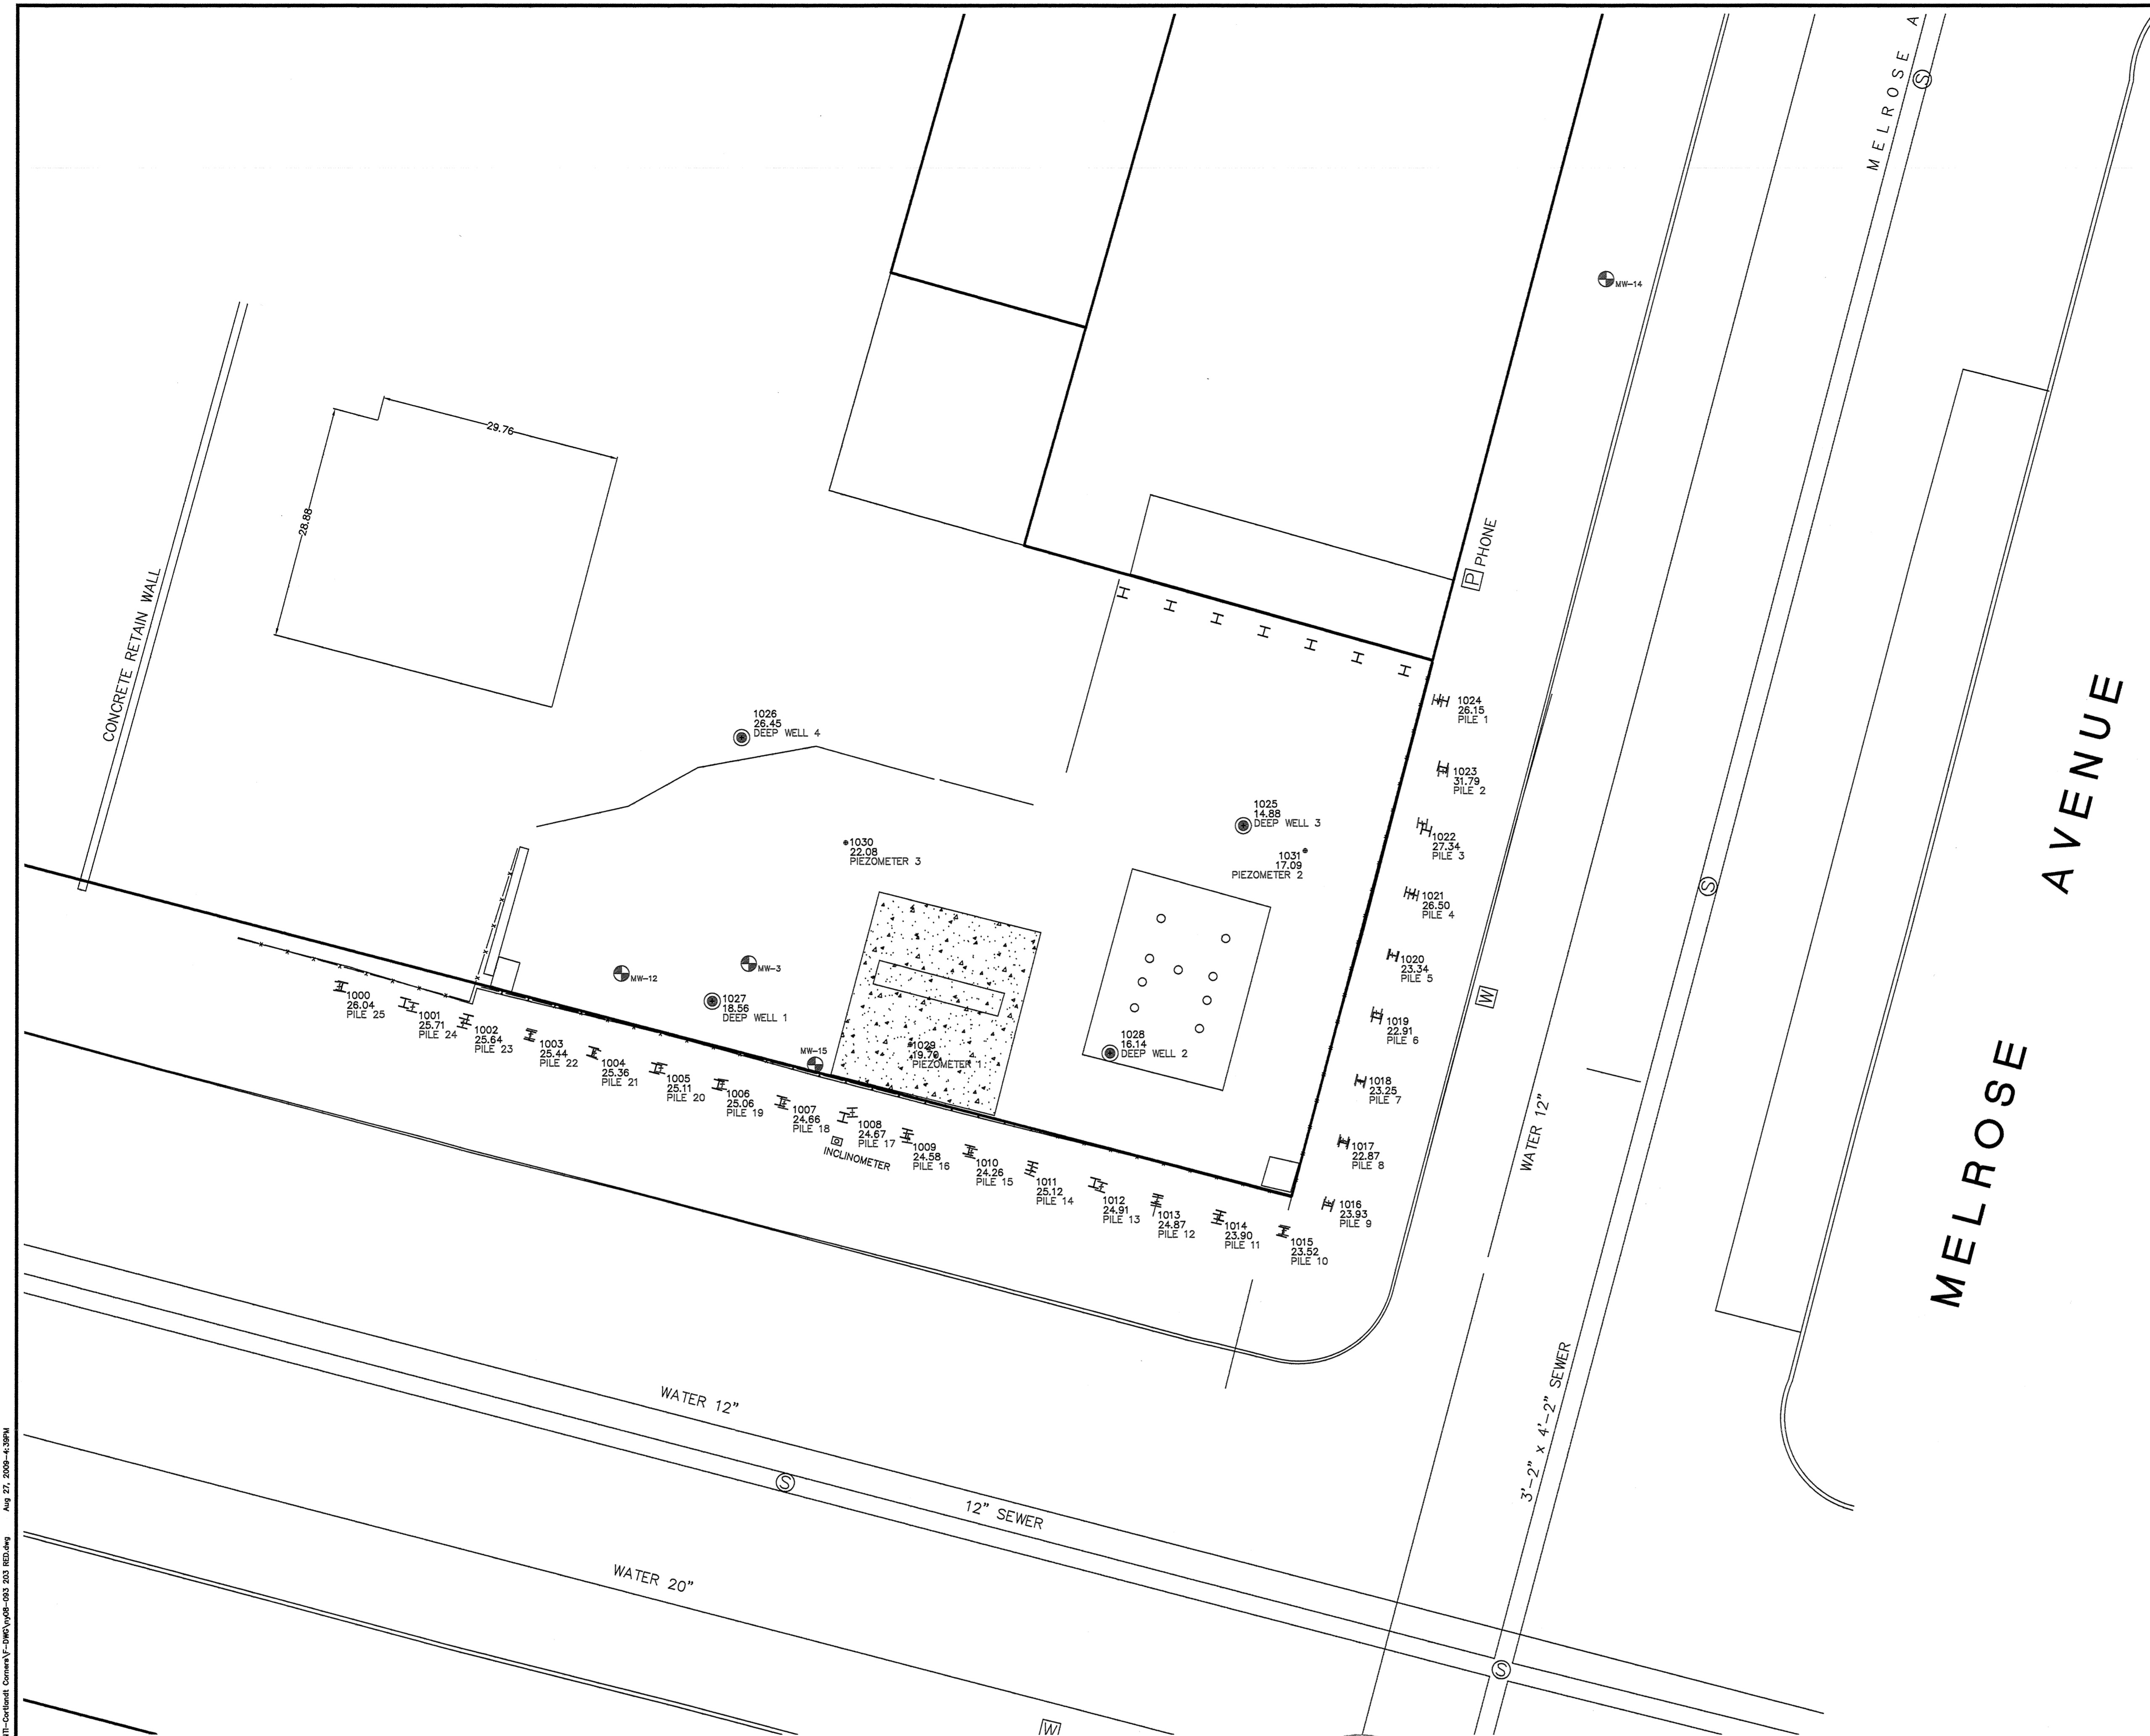 MELROSE A
MW-14
29.76
28.88
CONCRETE RETAIN WALL
P PHONE
1024
26.15
PILE 1
1026
26.45
DEEP WELL 4
1023
31.79
PILE 2
1025
14.88
DEEP WELL 3
1022
27.34
PILE 3
1030
22.08
PIEZOMETER 3
1031
17.09
PIEZOMETER 2
1021
26.50
PILE 4
1020
23.34
PILE 5
MW-12
MW-3
1027
18.56
DEEP WELL 1
1000
26.04
PILE 25
1001
25.71
PILE 24
1002
25.64
PILE 23
1003
25.44
PILE 22
1004
25.36
PILE 21
1005
25.11
PILE 20
1006
25.06
PILE 19
1007
24.66
PILE 18
MW-15
1029
19.70
PIEZOMETER 1
1028
16.14
DEEP WELL 2
1019
22.91
PILE 6
1018
23.25
PILE 7
1017
22.87
PILE 8
1016
23.93
PILE 9
1008
24.67
PILE 17
INCLINOMETER
1009
24.58
PILE 16
1010
24.26
PILE 15
1011
25.12
PILE 14
1012
24.91
PILE 13
1013
24.87
PILE 12
1014
23.90
PILE 11
1015
23.52
PILE 10
S
S
W
MELROSE AVENUE
WATER 12"
3'-2" x 4'-2" SEWER
WATER 12"
S
12" SEWER
WATER 20"
S
W
NTI-Cortlandt Corners\F-DWG\ny08-093 203 RED.dwg Aug 27, 2009-4:39PM